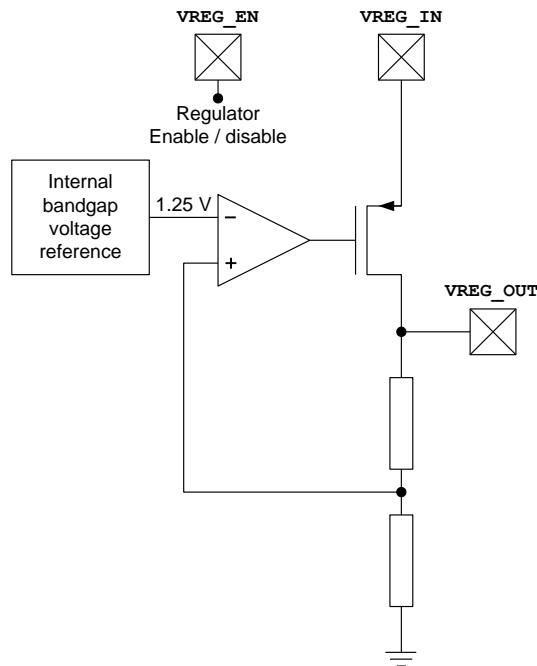 VREG_EN
VREG_IN
Regulator
Enable / disable
Internal
bandgap
voltage
reference
1.25 V
−
+
VREG_OUT